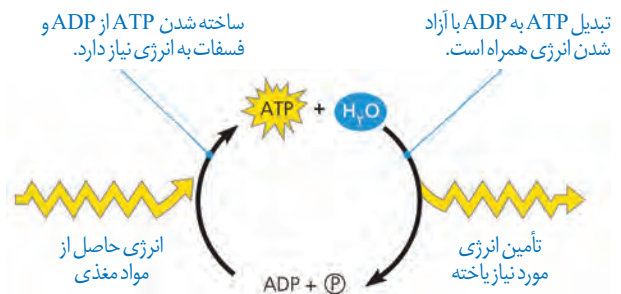 تبدیل ATP به ADP با آزاد
شدن انرژی همراه است.
ساخته شدن ATP از ADP و
فسفات به انرژی نیاز دارد.
ATP + H۲O
تأمین انرژی
مورد نیاز یاخته
انرژی حاصل از
مواد مغذی
ADP + P